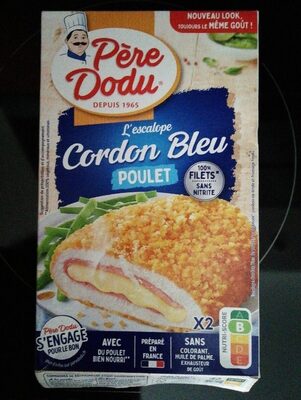 NOUVEAU LOOK,
TOUJOURS LE MÊME GOÛT !
Père
Dodu
DEPUIS 1965
L'escalope
Cordon Bleu
POULET
100%
FILETS*
SANS
NITRITE
X2
Père Dodu
S'ENGAGE
POUR LE BON
AVEC
DU POULET
BIEN NOURRI**
PRÉPARÉ
EN
FRANCE
SANS
COLORANT,
HUILE DE PALME,
EXHAUSTEUR
DE GOÛT
NUTRI-SCORE
A
B
C
D
E